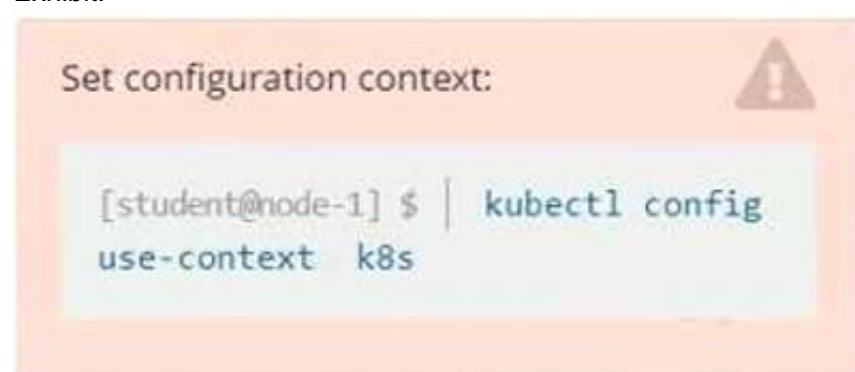 Set configuration context:
[student@node-1] $ | kubectl config
use-context k8s